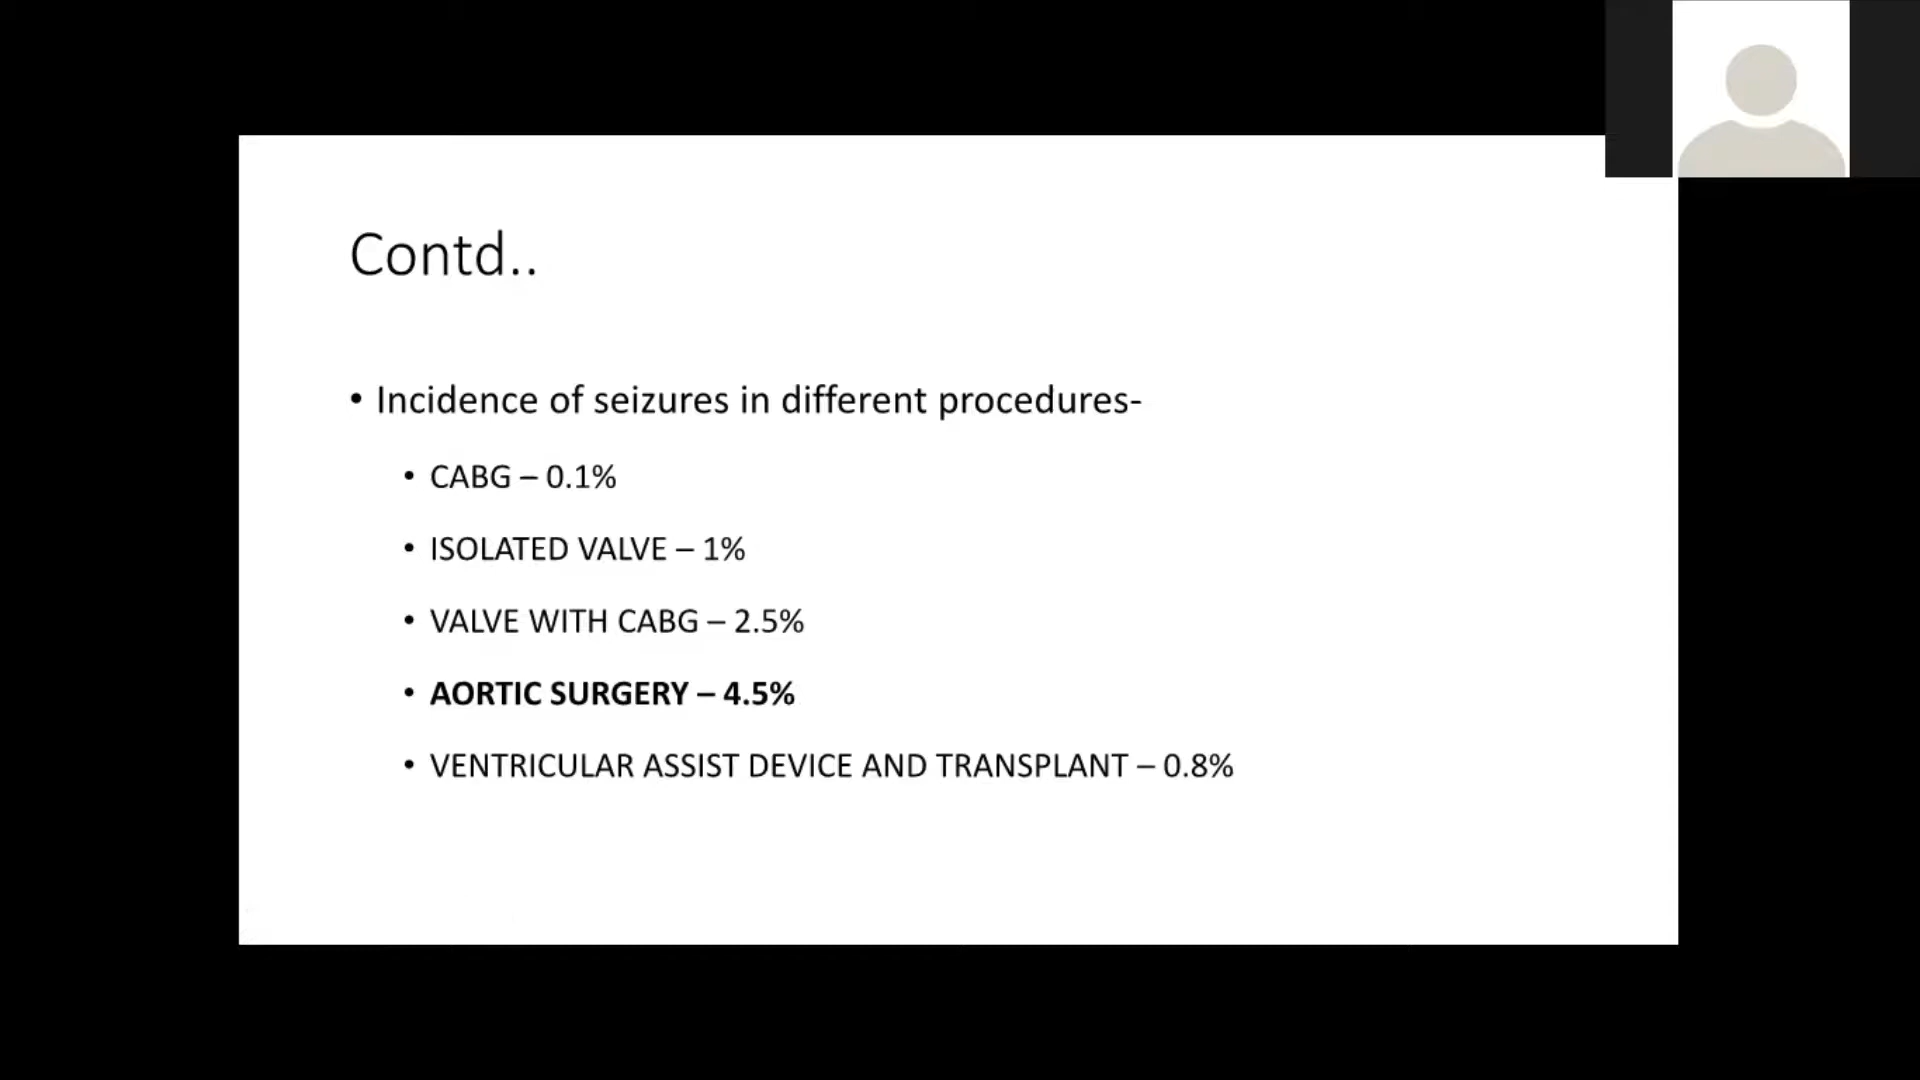 Contd..
• Incidence of seizures in different procedures-
• CABG – 0.1%
• ISOLATED VALVE – 1%
• VALVE WITH CABG – 2.5%
• AORTIC SURGERY – 4.5%
• VENTRICULAR ASSIST DEVICE AND TRANSPLANT – 0.8%